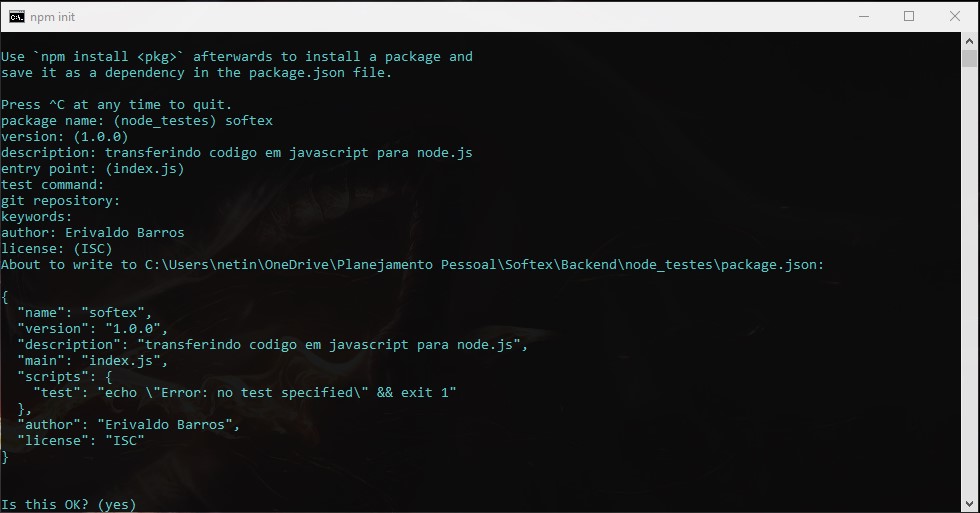 npm init
Use `npm install <pkg>` afterwards to install a package and
save it as a dependency in the package.json file.
Press ^C at any time to quit.
package name: (node_testes) softex
version: (1.0.0)
description: transferindo codigo em javascript para node.js
entry point: (index.js)
test command:
git repository:
keywords:
author: Erivaldo Barros
license: (ISC)
About to write to C:\Users\netin\OneDrive\Planejamento Pessoal\Softex\Backend\node_testes\package.json:
{
  "name": "softex",
  "version": "1.0.0",
  "description": "transferindo codigo em javascript para node.js",
  "main": "index.js",
  "scripts": {
    "test": "echo \"Error: no test specified\" && exit 1"
  },
  "author": "Erivaldo Barros",
  "license": "ISC"
}
Is this OK? (yes)